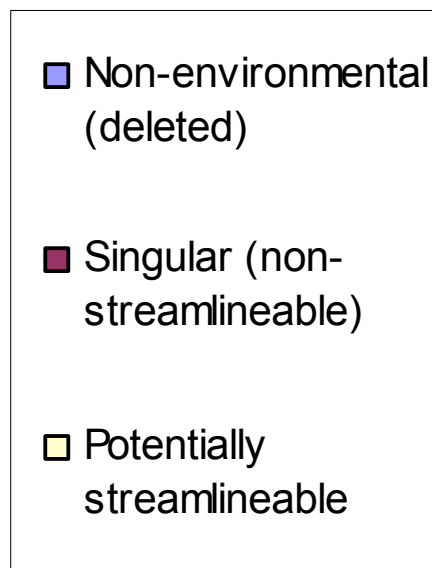 Non-environmental
(deleted)
Singular (non-
streamlineable)
Potentially
streamlineable